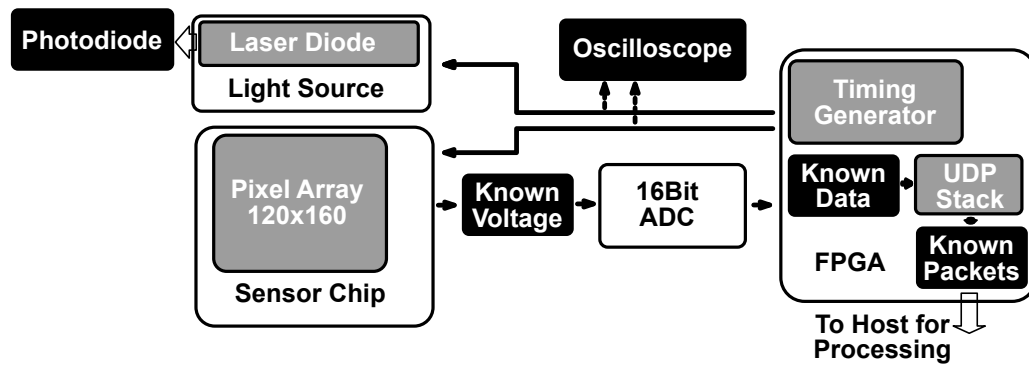 Photodiode
Laser Diode
Light Source
Oscilloscope
Timing
Generator
Pixel Array
120x160
Sensor Chip
Known
Voltage
16Bit
ADC
Known
Data
UDP
Stack
FPGA
Known
Packets
To Host for
Processing